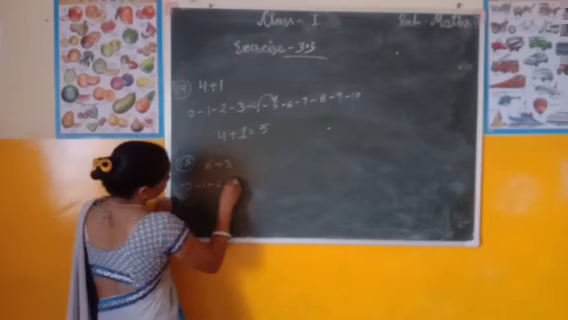 Class - I Sub - Maths
Exercise - 3.3
4+1
0-1-2-3-4-5-6-7-8-9-10
4+1=5
6+3
0-1-2